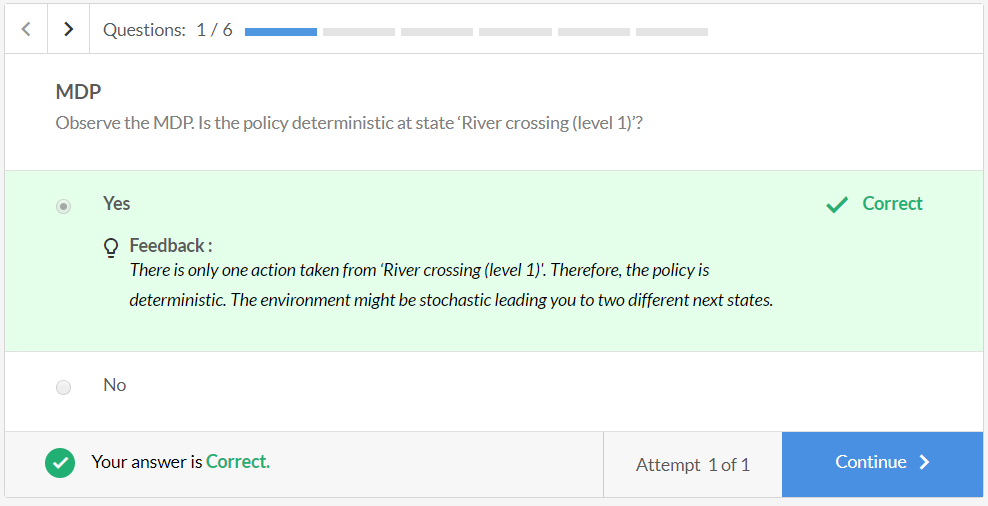 Questions: 1 / 6
MDP
Observe the MDP. Is the policy deterministic at state ‘River crossing (level 1)’?
Yes
Correct
Feedback :
There is only one action taken from ‘River crossing (level 1)'. Therefore, the policy is
deterministic. The environment might be stochastic leading you to two different next states.
No
Your answer is Correct.
Attempt 1 of 1
Continue